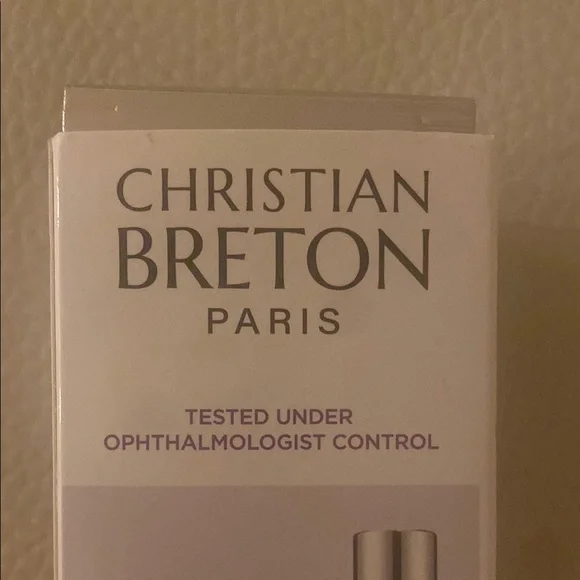 CHRISTIAN
BRETON
PARIS
TESTED UNDER
OPHTHALMOLOGIST CONTROL